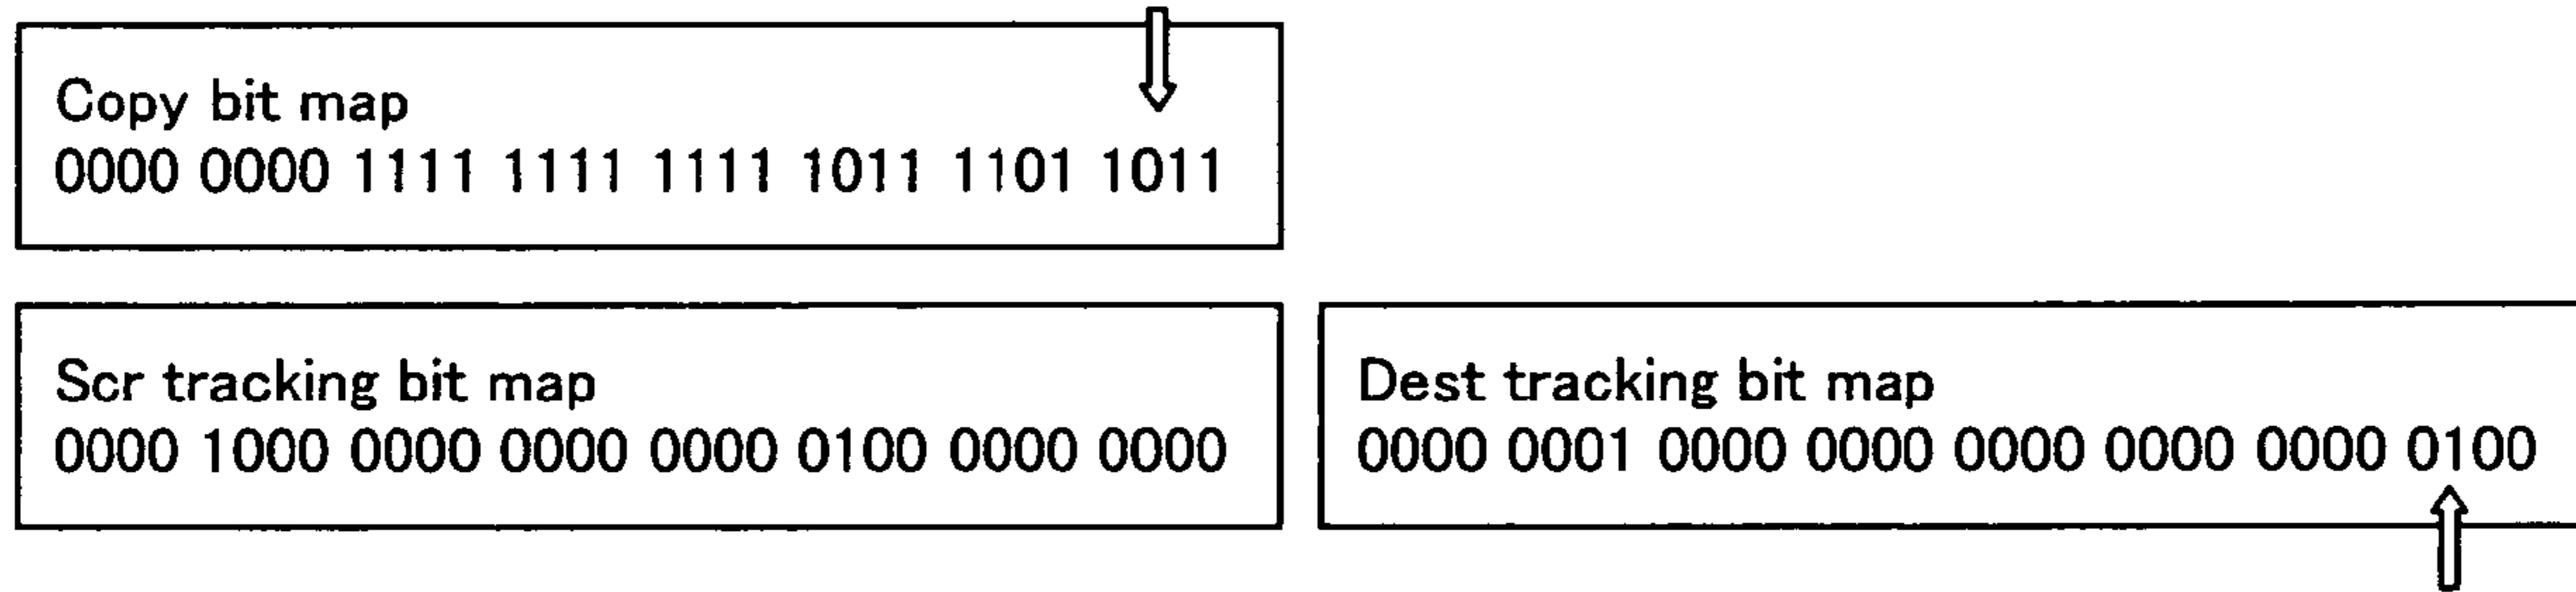 Copy bit map
0000 0000 1111 1111 1111 1011 1101 1011
Scr tracking bit map
0000 1000 0000 0000 0000 0100 0000 0000
Dest tracking bit map
0000 0001 0000 0000 0000 0000 0000 0100